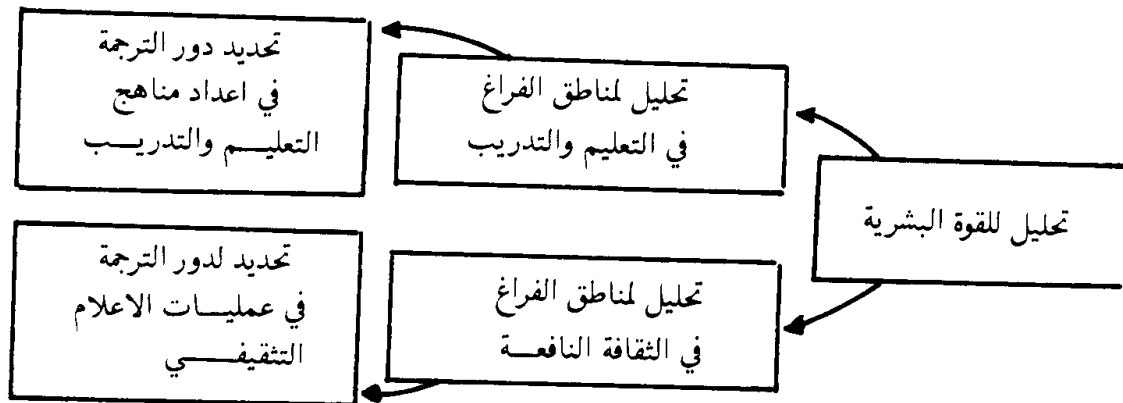 تحليل للقوة البشرية
تحليل لمناطق الفراغ
في التعليم والتدريب
تحديد دور الترجمة
في اعداد مناهج
التعليم والتدريب
تحليل لمناطق الفراغ
في الثقافة النافعة
تحديد لدور الترجمة
في عمليات الاعلام
التثقيفي